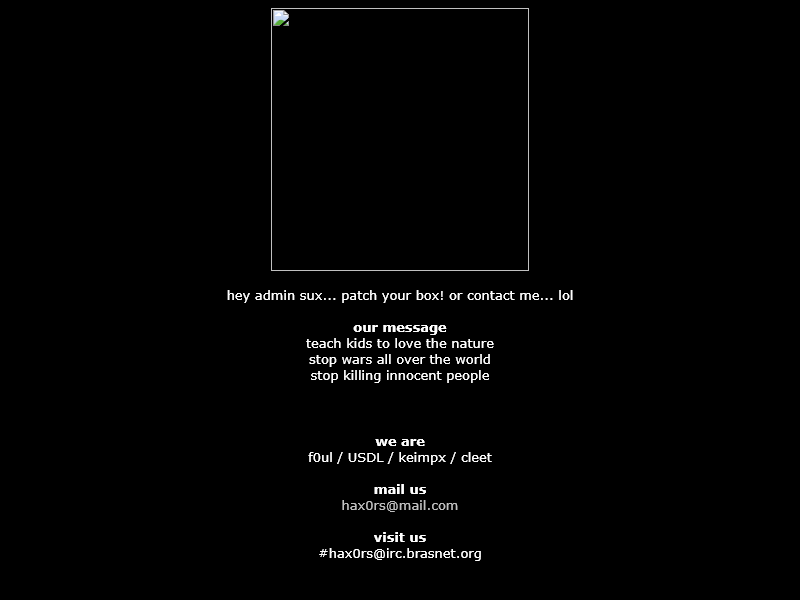 hey admin sux... patch your box! or contact me... lol
our message
teach kids to love the nature
stop wars all over the world
stop killing innocent people
we are
f0ul / USDL / keimpx / cleet
mail us
hax0rs@mail.com
visit us
#hax0rs@irc.brasnet.org